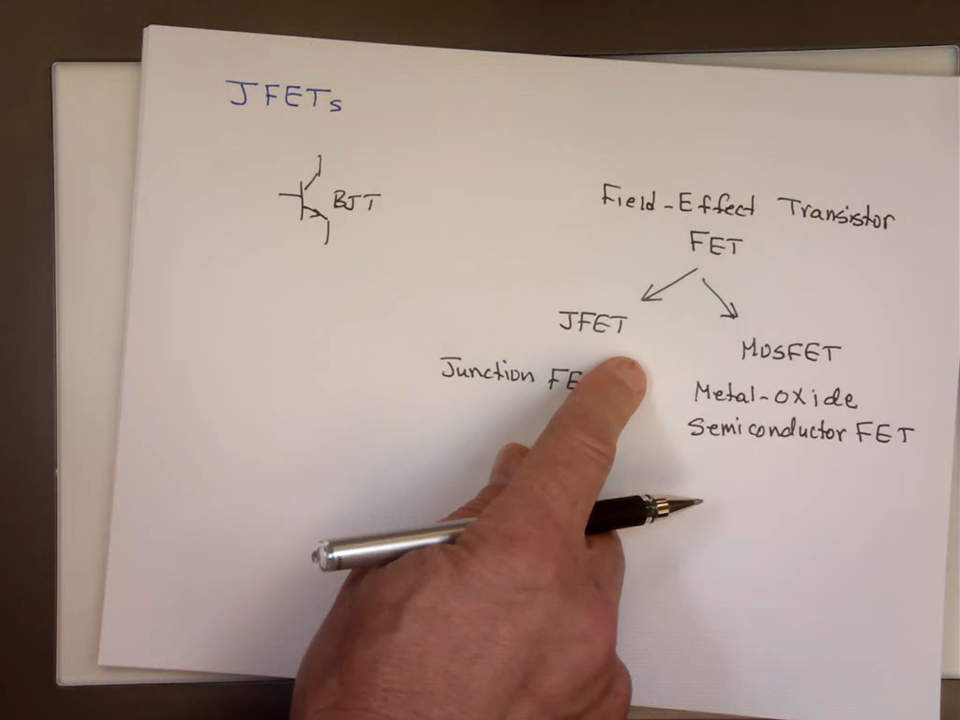 JFETs
BJT
Field-Effect Transistor
FET
JFET
MOSFET
Junction
Metal-oxide
Semiconductor FET